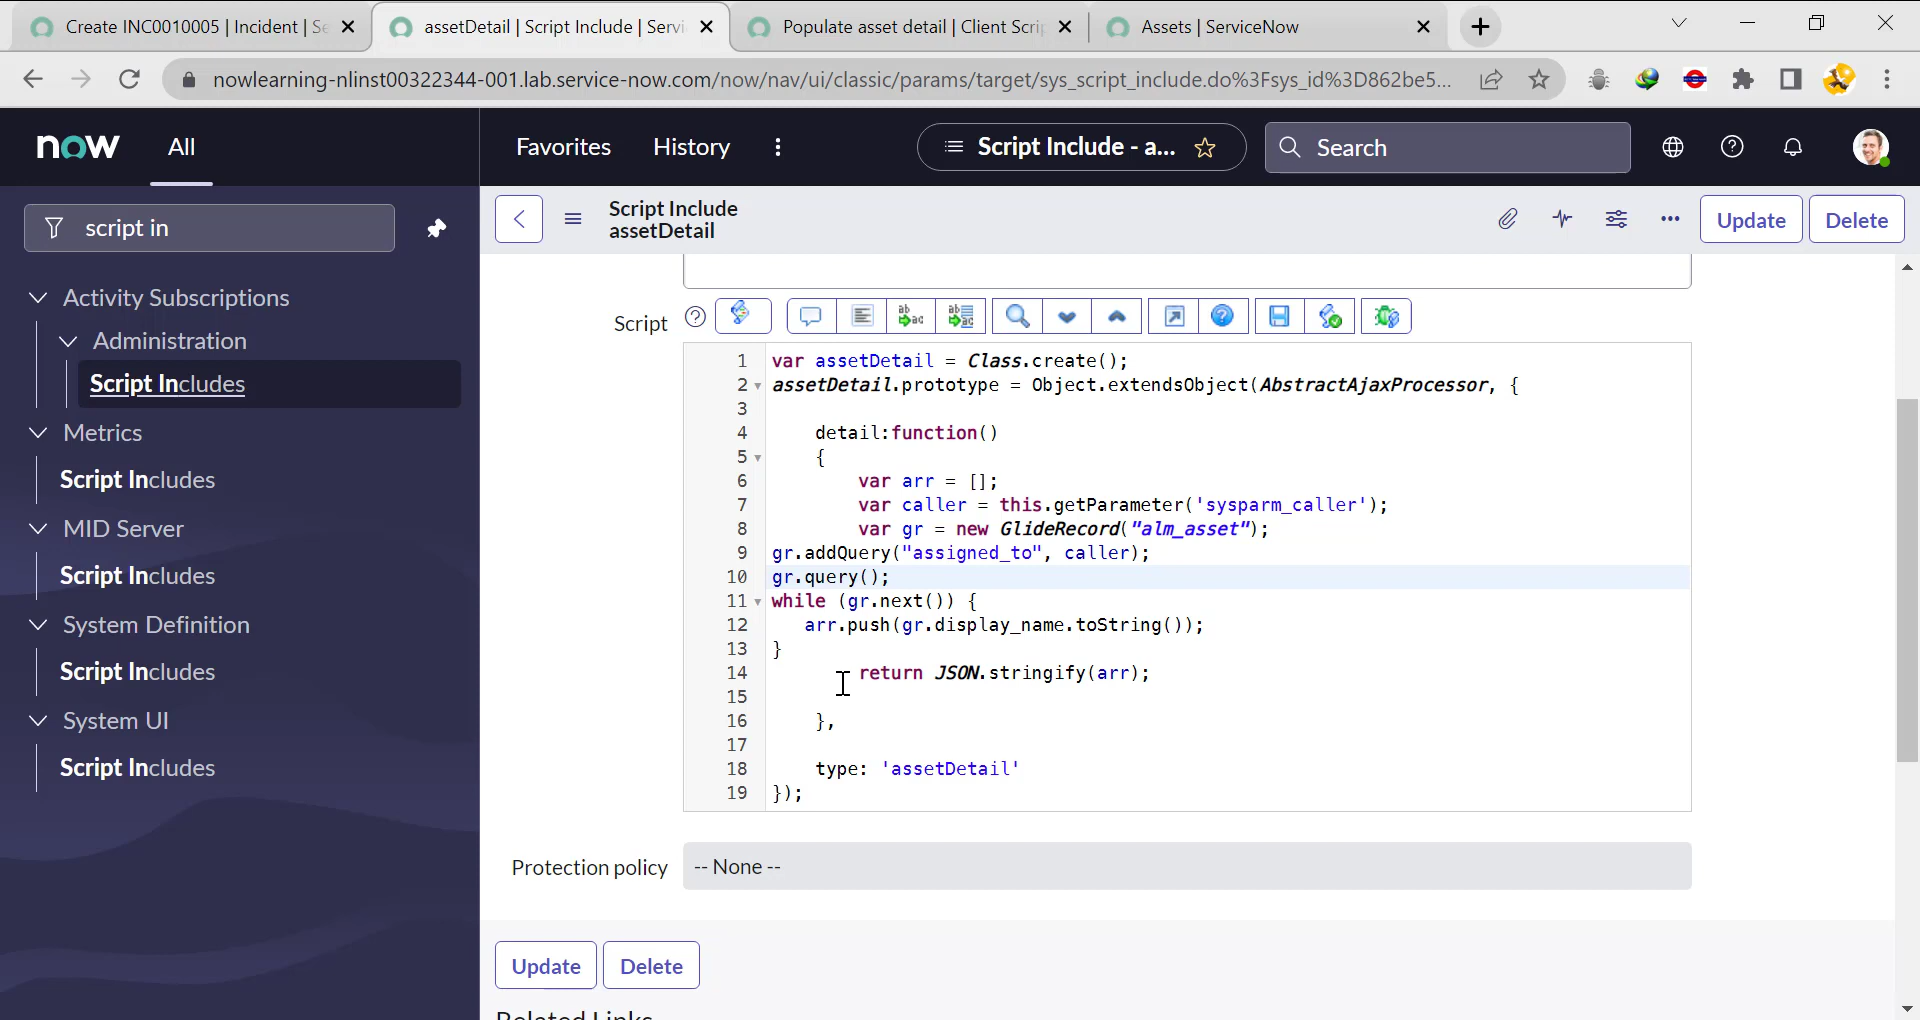 Create INC0010005 | Incident | Se
assetDetail | Script Include | Servi
Populate asset detail | Client Scrip
Assets | ServiceNow
nowlearning-nlinst00322344-001.lab.service-now.com/now/nav/ui/classic/params/target/sys_script_include.do%3Fsys_id%3D862be5...
now
All
Favorites
History
Script Include - a...
Search
script in
Script Include
assetDetail
Update
Delete
Activity Subscriptions
Administration
Script Includes
Metrics
Script Includes
MID Server
Script Includes
System Definition
Script Includes
System UI
Script Includes
Script
1 var assetDetail = Class.create();
2 assetDetail.prototype = Object.extendsObject(AbstractAjaxProcessor, {
3
4 detail:function()
5 {
6 var arr = [];
7 var caller = this.getParameter('sysparm_caller');
8 var gr = new GlideRecord("alm_asset");
9 gr.addQuery("assigned_to", caller);
10 gr.query();
11 while (gr.next()) {
12 arr.push(gr.display_name.toString());
13 }
14 return JSON.stringify(arr);
15
16 },
17
18 type: 'assetDetail'
19 });
Protection policy
-- None --
Update
Delete
Related Links